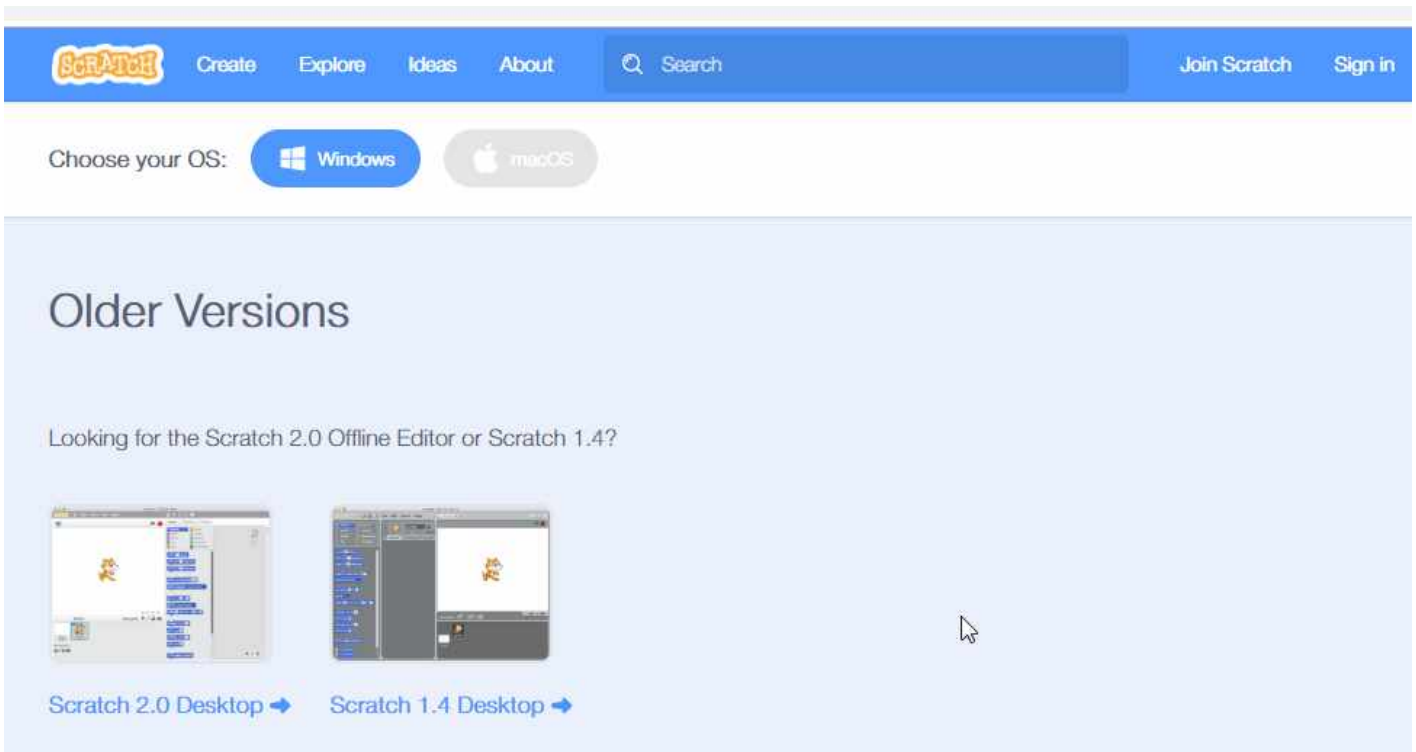 SCRATCH Create Explore Ideas About Search Join Scratch Sign in
Choose your OS: Windows macOS
Older Versions
Looking for the Scratch 2.0 Offline Editor or Scratch 1.4?
Scratch 2.0 Desktop Scratch 1.4 Desktop